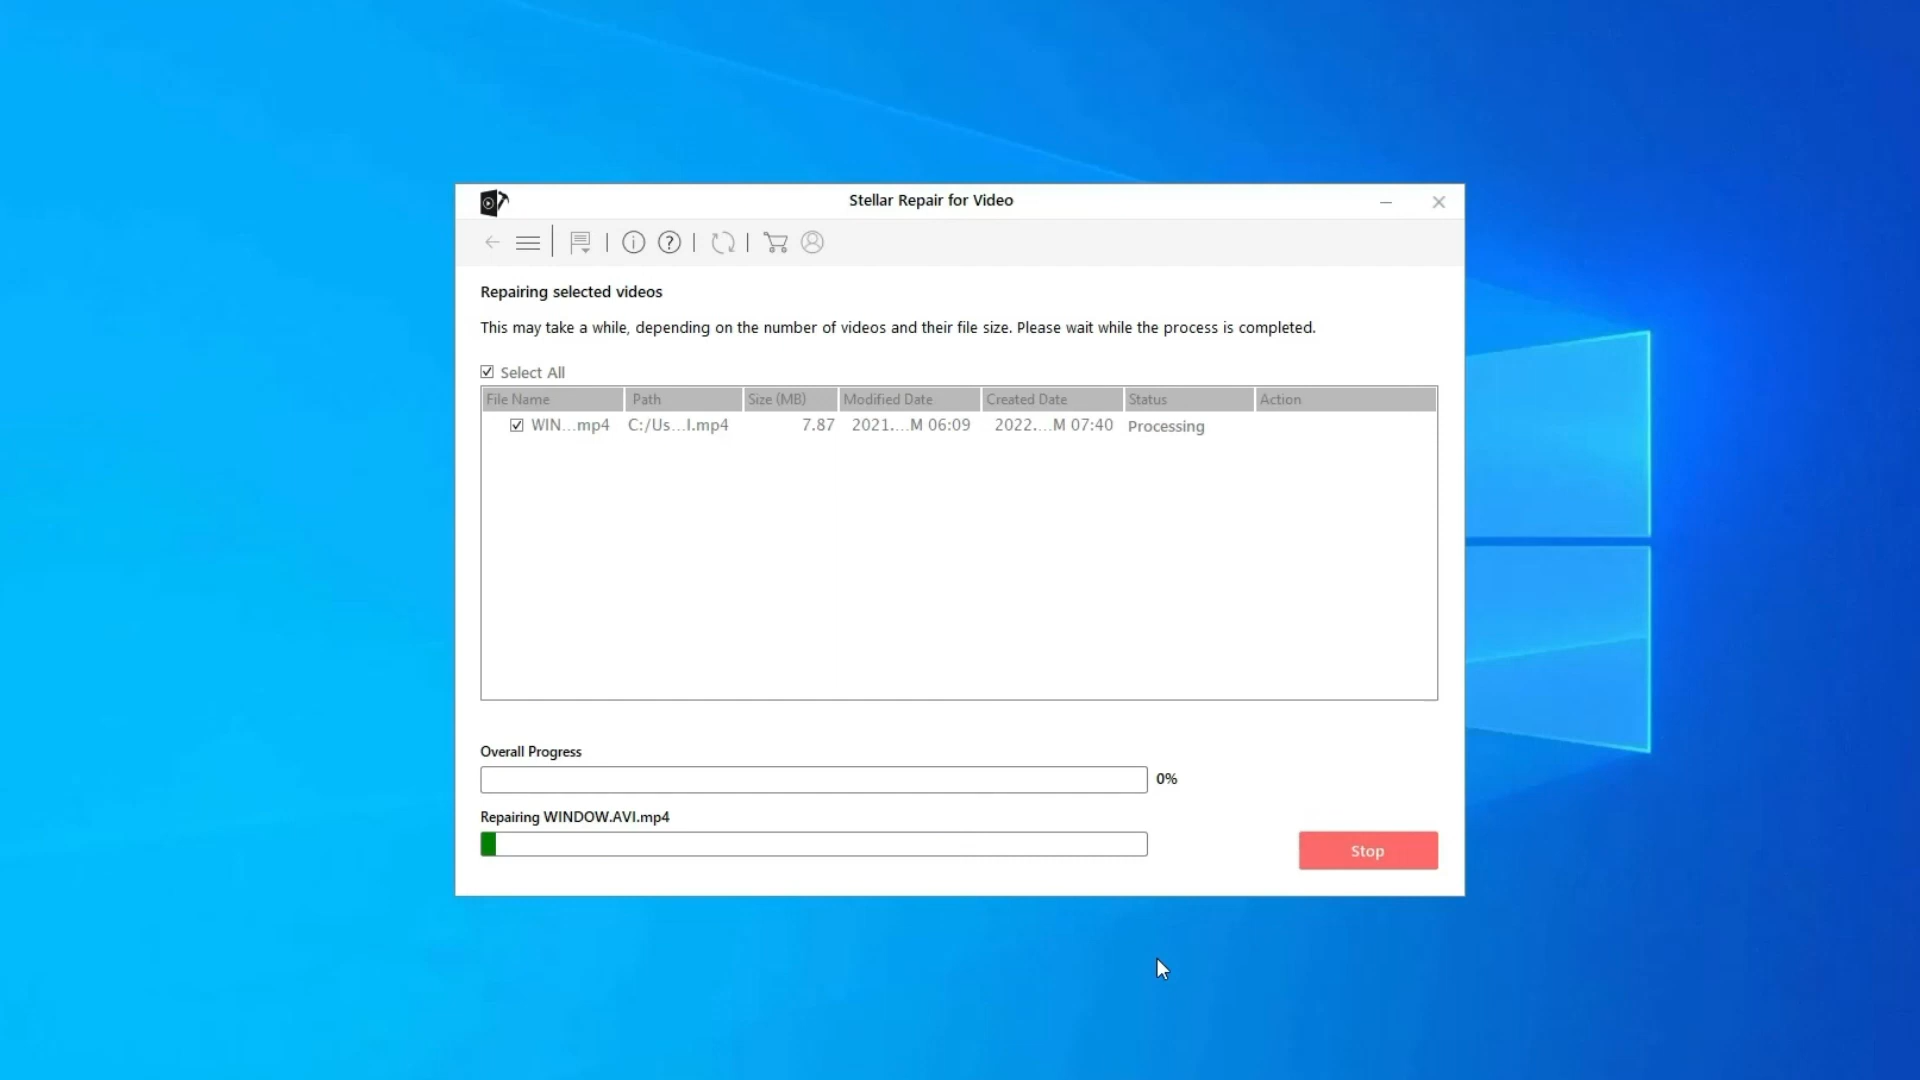 Stellar Repair for Video
Repairing selected videos
This may take a while, depending on the number of videos and their file size. Please wait while the process is completed.
Select All
File Name Path Size (MB) Modified Date Created Date Status Action
WIN...mp4 C:/Us...I.mp4 7.87 2021....M 06:09 2022....M 07:40 Processing
Overall Progress
0%
Repairing WINDOW.AVI.mp4
Stop